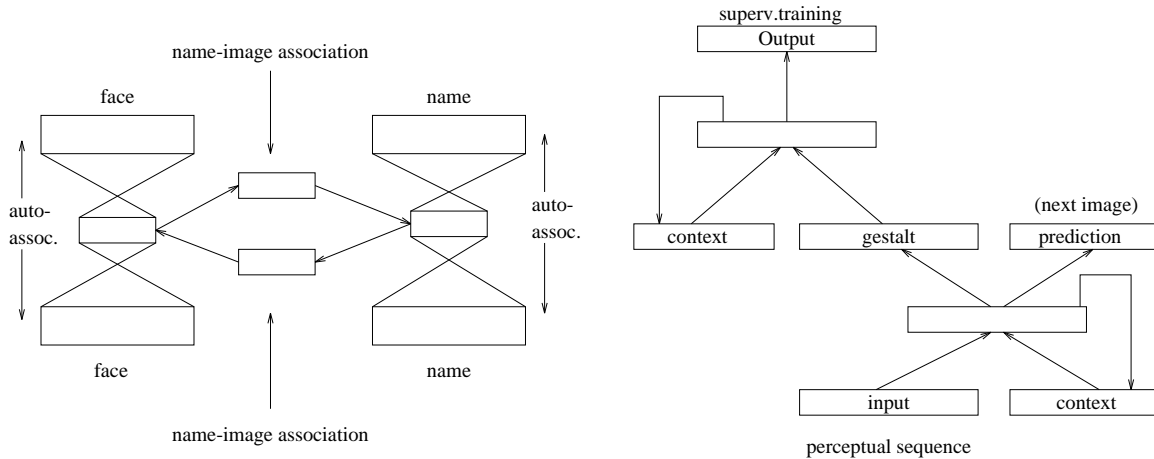 name-image association
face
name
auto-
assoc.
auto-
assoc.
face
name
name-image association
superv.training
Output
(next image)
context
gestalt
prediction
input
context
perceptual sequence